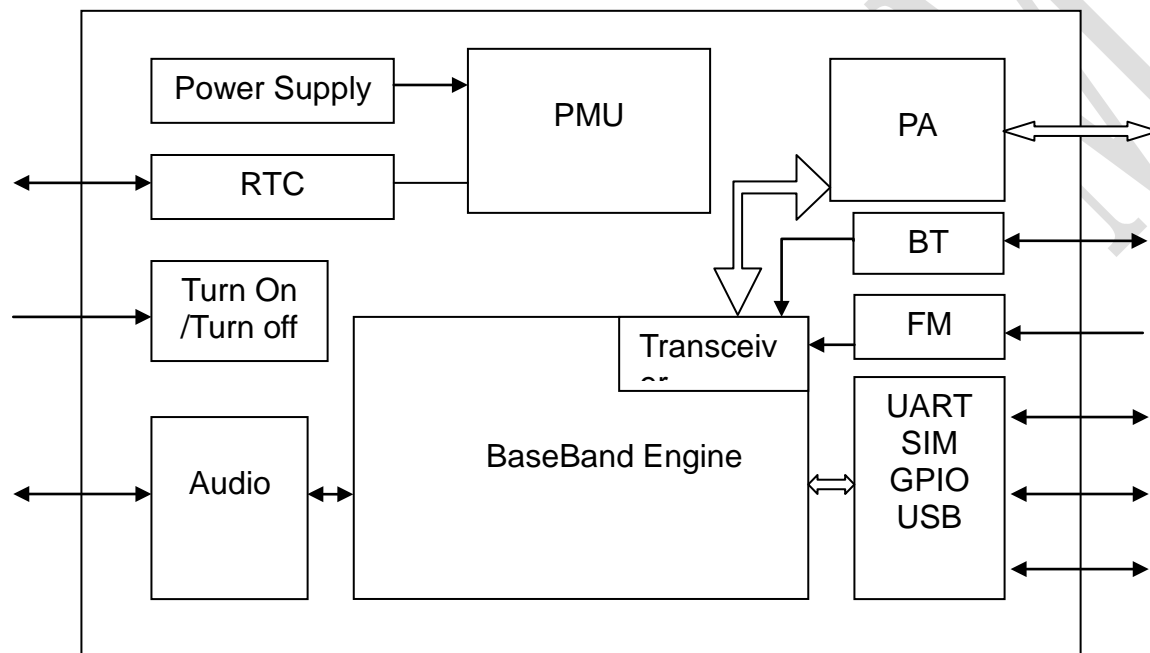 Power Supply
PMU
PA
RTC
BT
Turn On
/Turn off
FM
Transceiv
UART
SIM
GPIO
USB
BaseBand Engine
Audio